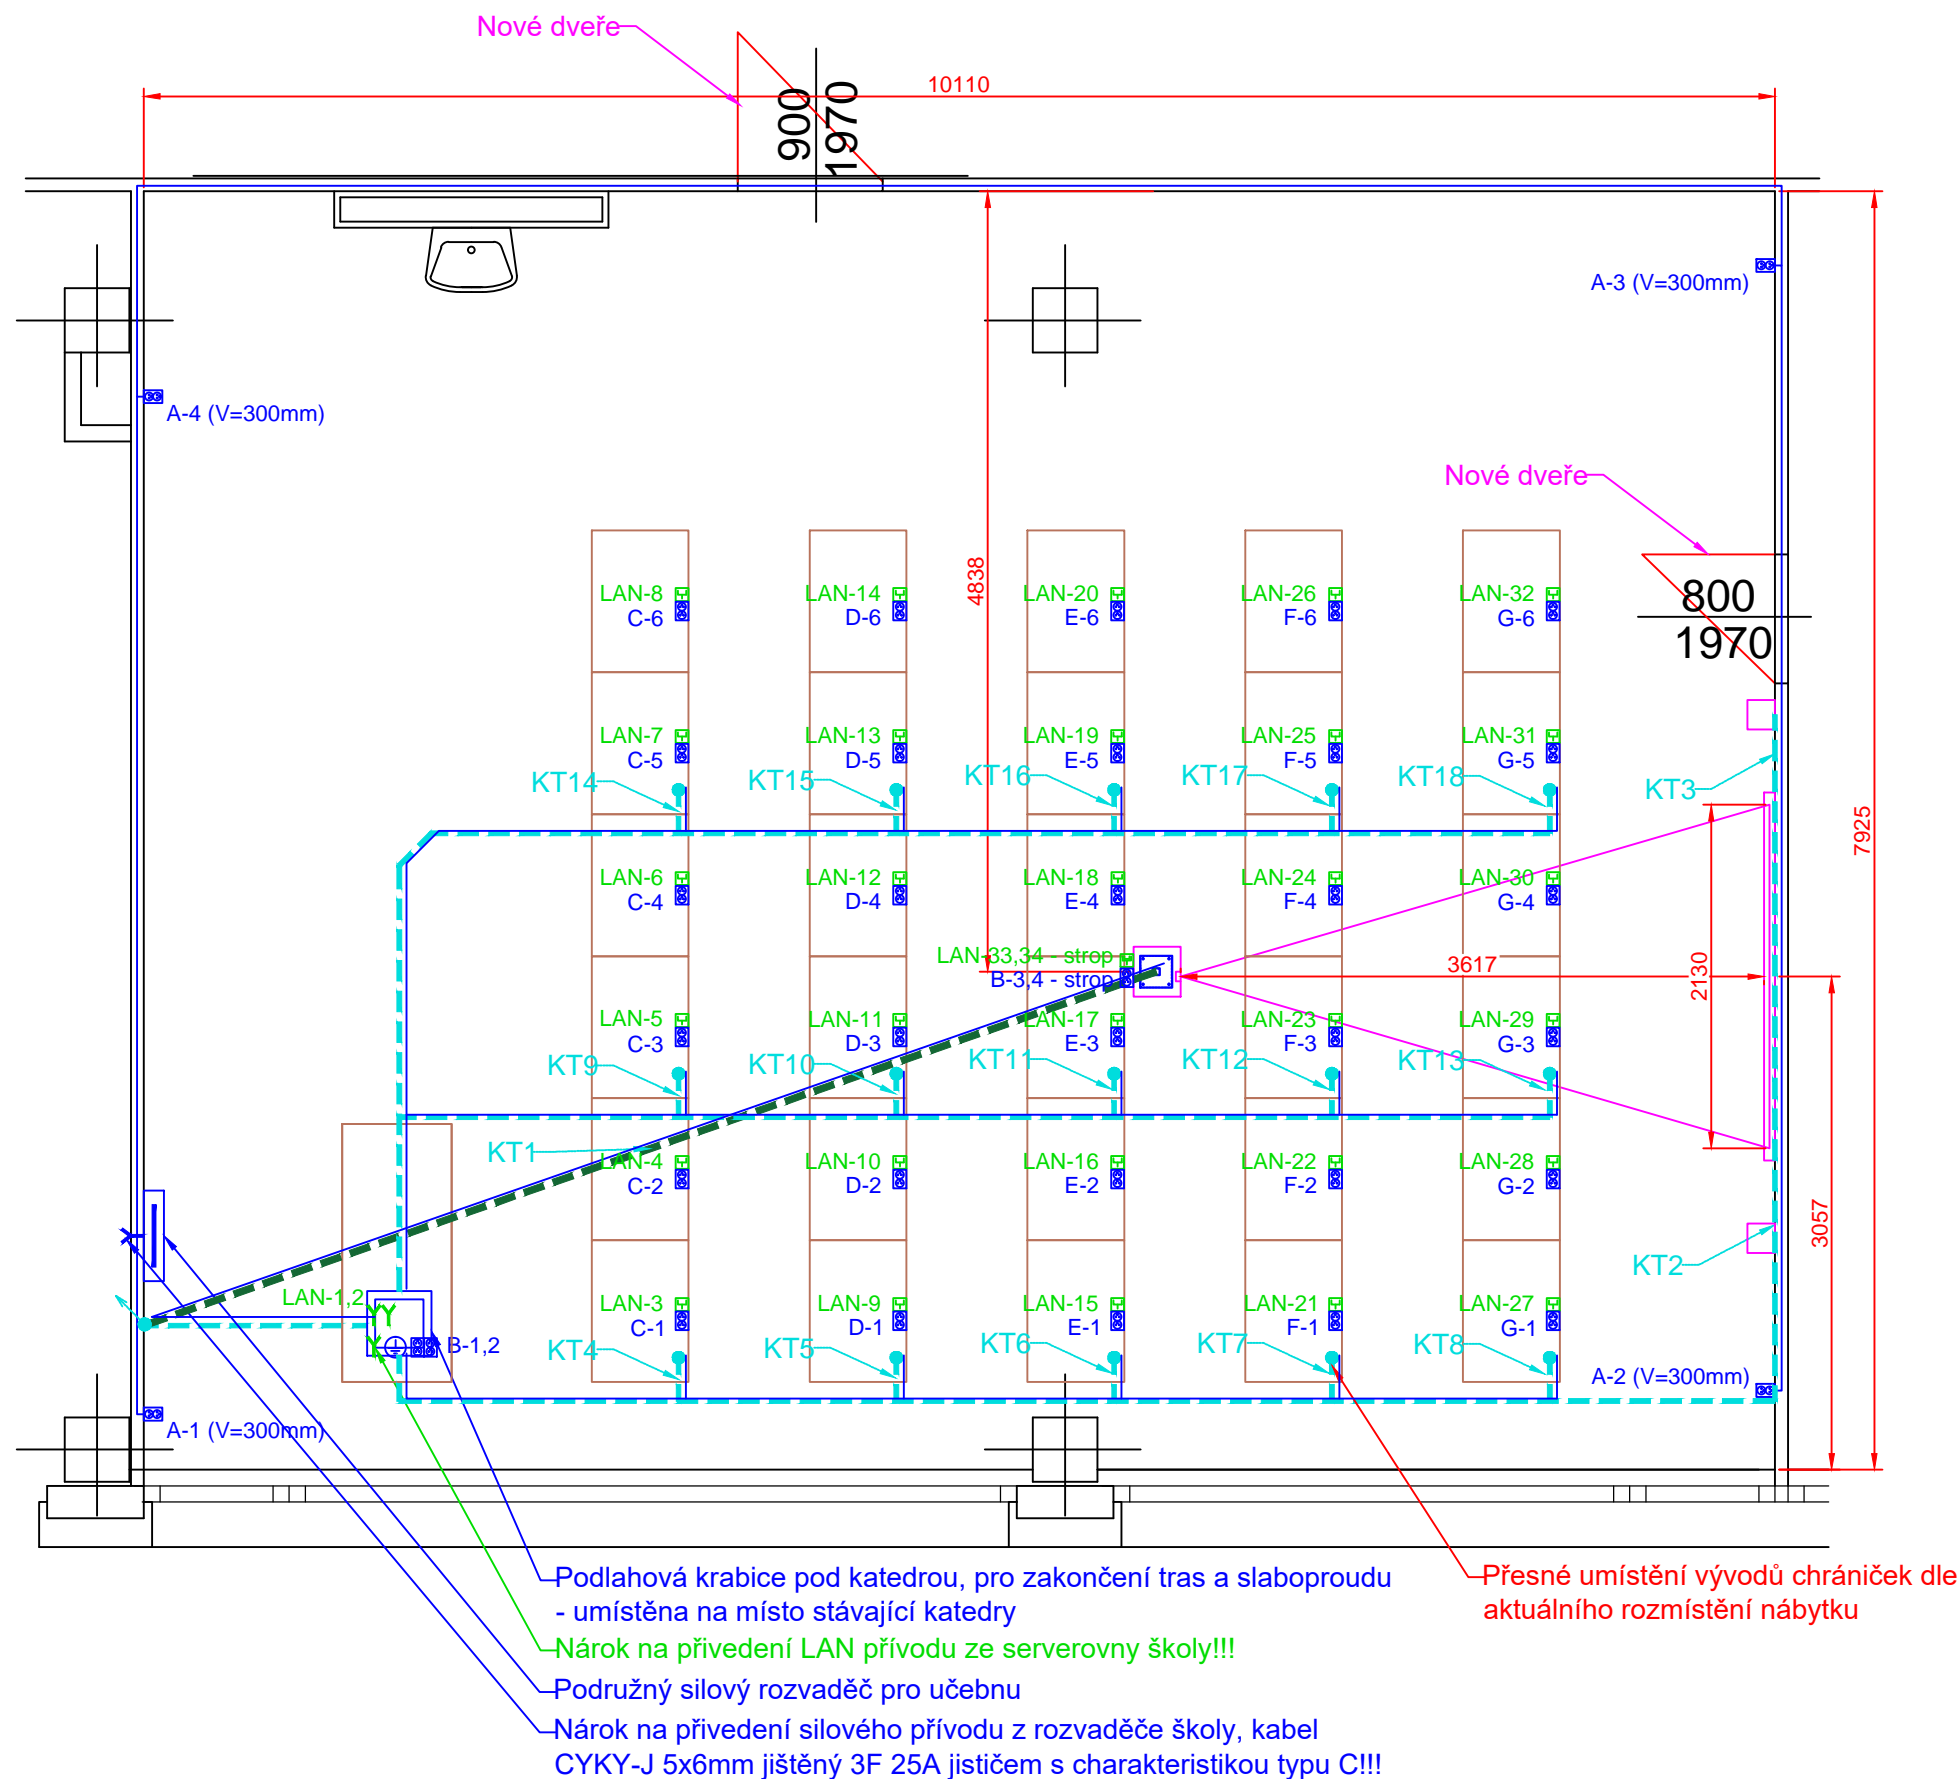 Nové dveře
10110
900
1970
A-3 (V=300mm)
A-4 (V=300mm)
Nové dveře
4838
800
1970
LAN-8
C-6
LAN-14
D-6
LAN-20
E-6
LAN-26
F-6
LAN-32
G-6
LAN-7
C-5
LAN-13
D-5
LAN-19
E-5
LAN-25
F-5
LAN-31
G-5
KT14
KT15
KT16
KT17
KT18
KT3
7925
LAN-6
C-4
LAN-12
D-4
LAN-18
E-4
LAN-24
F-4
LAN-30
G-4
LAN-33,34 - strop
B-3,4 - strop
3617
2130
LAN-5
C-3
LAN-11
D-3
LAN-17
E-3
LAN-23
F-3
LAN-29
G-3
KT9
KT10
KT11
KT12
KT13
KT1
LAN-4
C-2
LAN-10
D-2
LAN-16
E-2
LAN-22
F-2
LAN-28
G-2
3057
KT2
LAN-1,2
YY
LAN-3
C-1
LAN-9
D-1
LAN-15
E-1
LAN-21
F-1
LAN-27
G-1
B-1,2
KT4
KT5
KT6
KT7
KT8
A-2 (V=300mm)
A-1 (V=300mm)
Podlahová krabice pod katedrou, pro zakončení tras a slaboproudu
- umístěna na místo stávající katedry
Nárok na přivedení LAN přívodu ze serverovny školy!!!
Podružný silový rozvaděč pro učebnu
Nárok na přivedení silového přívodu z rozvaděče školy, kabel
CYKY-J 5x6mm jištěný 3F 25A jističem s charakteristikou typu C!!!
Přesné umístění vývodů chrániček dle
aktuálního rozmístění nábytku